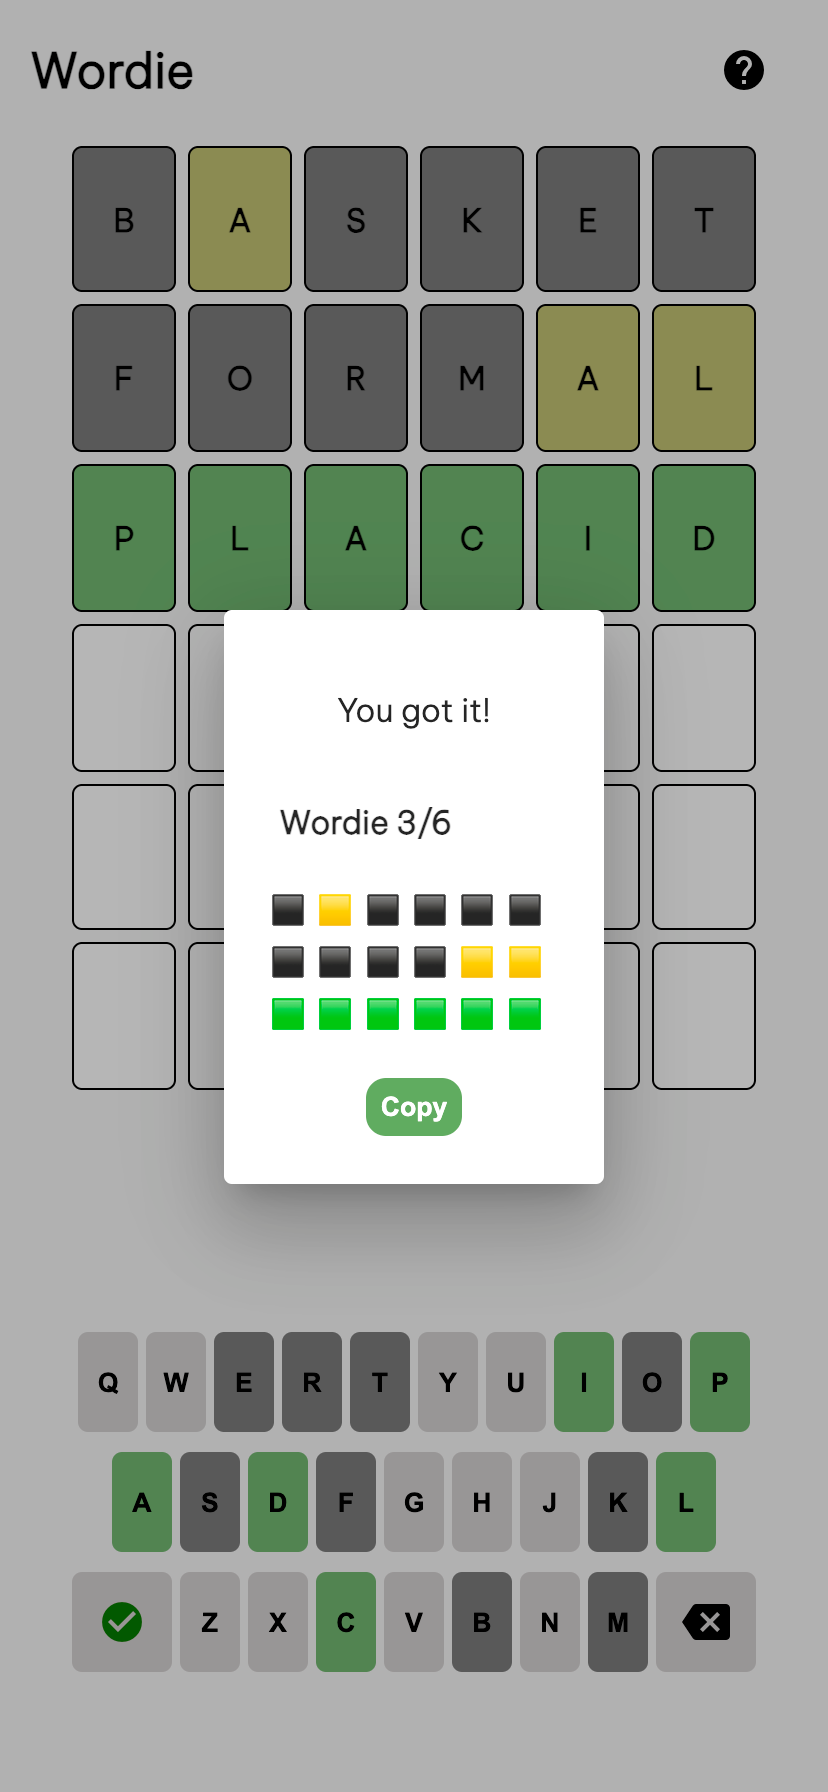 Wordie
B A S K E T
F O R M A L
P L A C I D
You got it!
Wordie 3/6
Copy
Q W E R T Y U I O P
A S D F G H J K L
Z X C V B N M